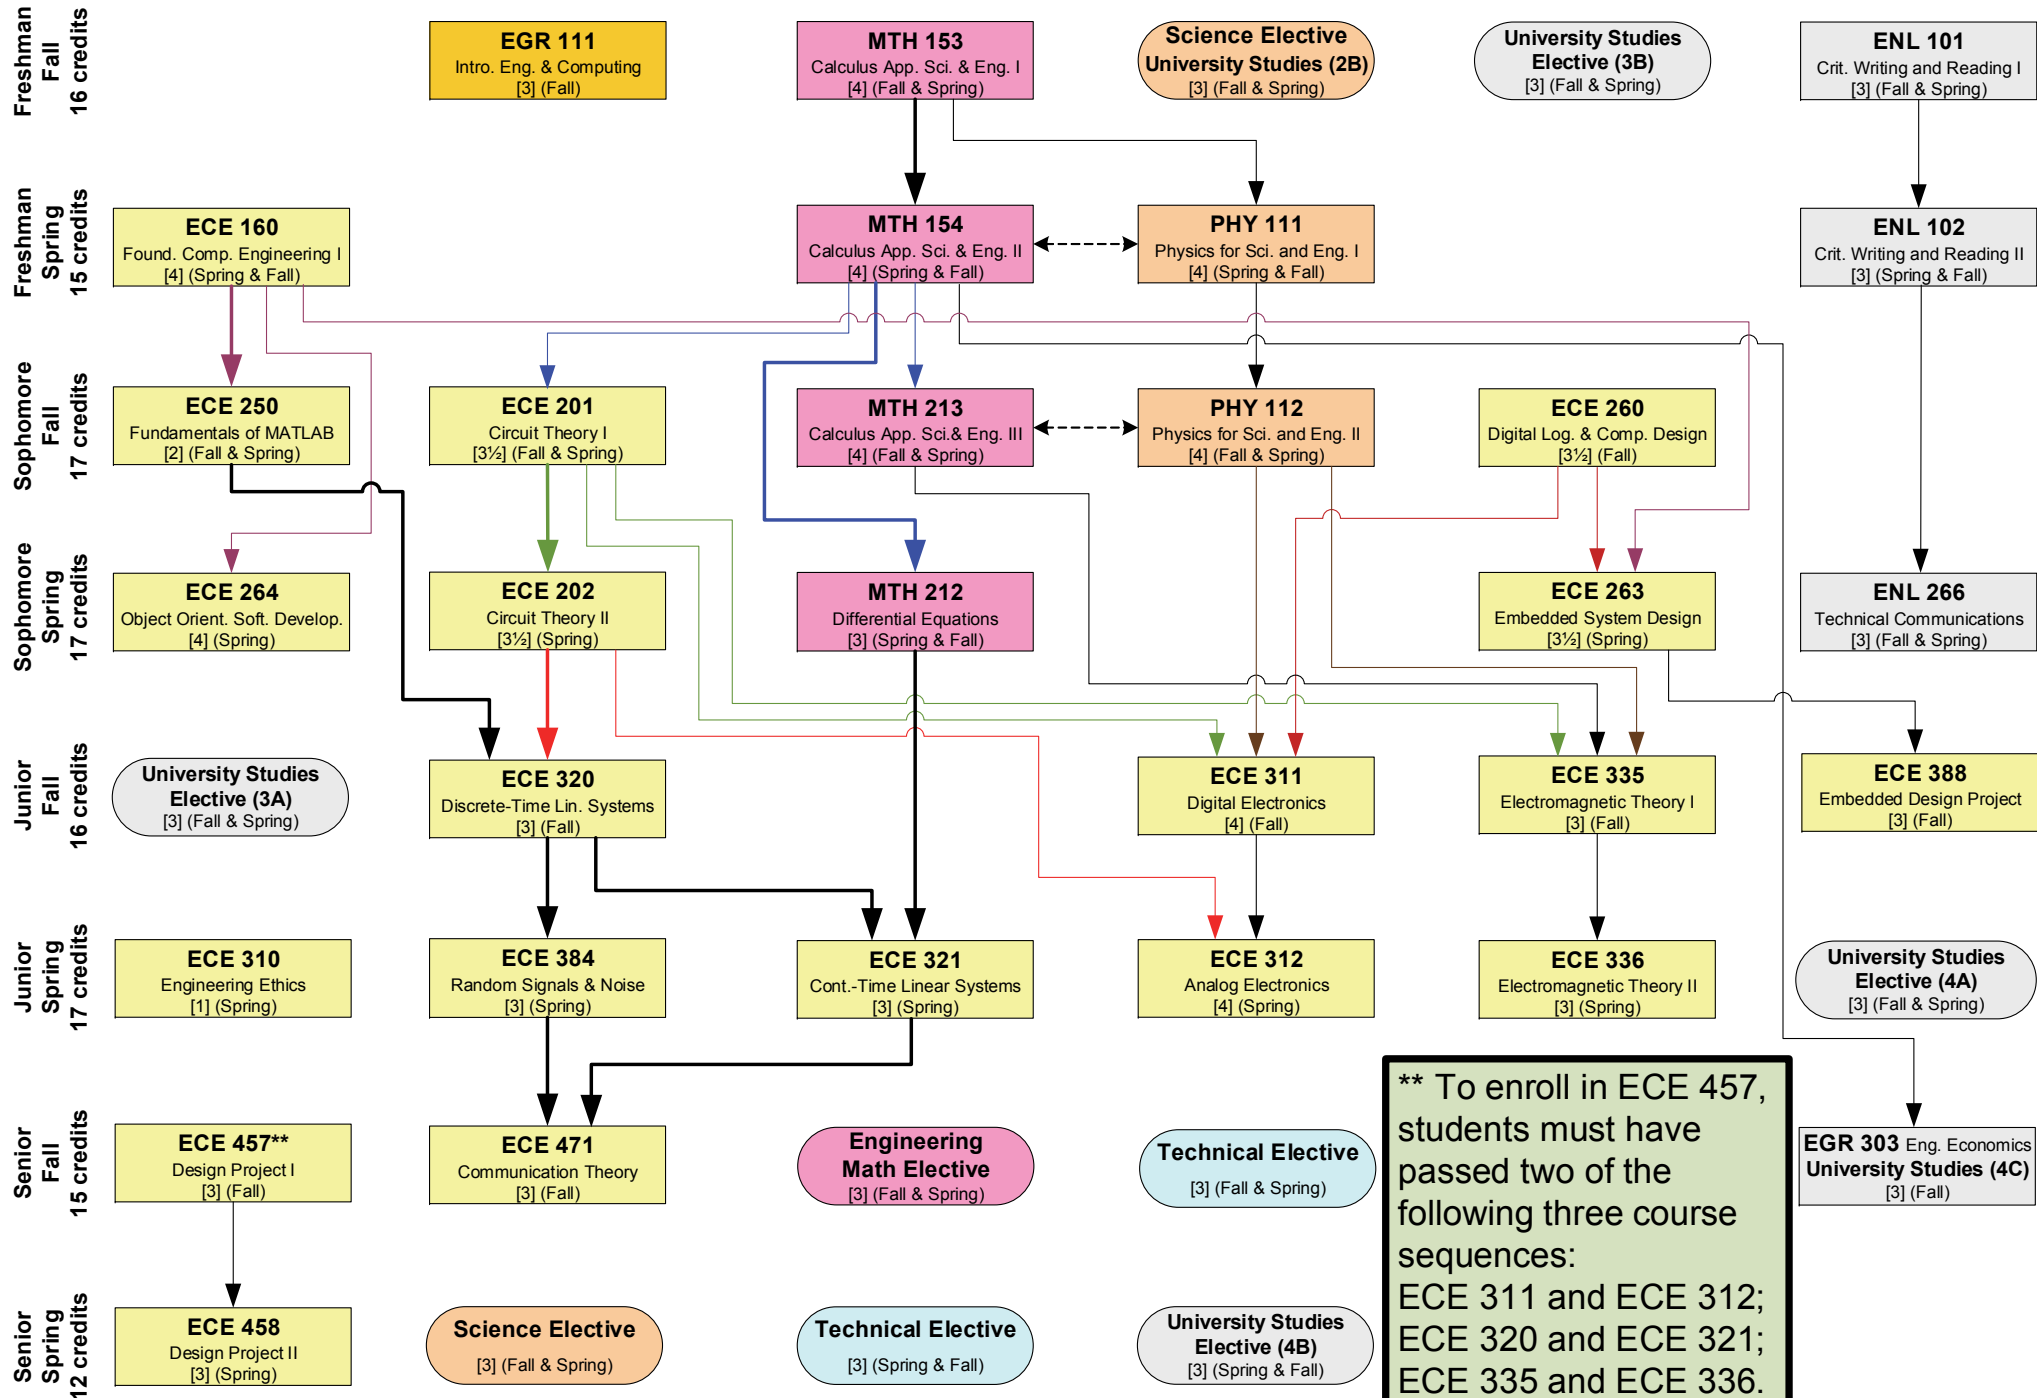 Freshman
Fall
16 credits
EGR 111
Intro. Eng. & Computing
[3] (Fall)
MTH 153
Calculus App. Sci. & Eng. I
[4] (Fall & Spring)
Science Elective
University Studies (2B)
[3] (Fall & Spring)
University Studies
Elective (3B)
[3] (Fall & Spring)
ENL 101
Crit. Writing and Reading I
[3] (Fall & Spring)
Freshman
Spring
15 credits
ECE 160
Found. Comp. Engineering I
[4] (Spring & Fall)
MTH 154
Calculus App. Sci. & Eng. II
[4] (Spring & Fall)
PHY 111
Physics for Sci. and Eng. I
[4] (Spring & Fall)
ENL 102
Crit. Writing and Reading II
[3] (Spring & Fall)
Sophomore
Fall
17 credits
ECE 250
Fundamentals of MATLAB
[2] (Fall & Spring)
ECE 201
Circuit Theory I
[3½] (Fall & Spring)
MTH 213
Calculus App. Sci.& Eng. III
[4] (Fall & Spring)
PHY 112
Physics for Sci. and Eng. II
[4] (Fall & Spring)
ECE 260
Digital Log. & Comp. Design
[3½] (Fall)
Sophomore
Spring
17 credits
ECE 264
Object Orient. Soft. Develop.
[4] (Spring)
ECE 202
Circuit Theory II
[3½] (Spring)
MTH 212
Differential Equations
[3] (Spring & Fall)
ECE 263
Embedded System Design
[3½] (Spring)
ENL 266
Technical Communications
[3] (Fall & Spring)
Junior
Fall
16 credits
University Studies
Elective (3A)
[3] (Fall & Spring)
ECE 320
Discrete-Time Lin. Systems
[3] (Fall)
ECE 311
Digital Electronics
[4] (Fall)
ECE 335
Electromagnetic Theory I
[3] (Fall)
ECE 388
Embedded Design Project
[3] (Fall)
Junior
Spring
17 credits
ECE 310
Engineering Ethics
[1] (Spring)
ECE 384
Random Signals & Noise
[3] (Spring)
ECE 321
Cont.-Time Linear Systems
[3] (Spring)
ECE 312
Analog Electronics
[4] (Spring)
ECE 336
Electromagnetic Theory II
[3] (Spring)
University Studies
Elective (4A)
[3] (Fall & Spring)
Senior
Fall
15 credits
ECE 457**
Design Project I
[3] (Fall)
ECE 471
Communication Theory
[3] (Fall)
Engineering
Math Elective
[3] (Fall & Spring)
Technical Elective
[3] (Fall & Spring)
EGR 303 Eng. Economics
University Studies (4C)
[3] (Fall)
Senior
Spring
12 credits
ECE 458
Design Project II
[3] (Spring)
Science Elective
[3] (Fall & Spring)
Technical Elective
[3] (Spring & Fall)
University Studies
Elective (4B)
[3] (Spring & Fall)
** To enroll in ECE 457,
students must have
passed two of the
following three course
sequences:
ECE 311 and ECE 312;
ECE 320 and ECE 321;
ECE 335 and ECE 336.